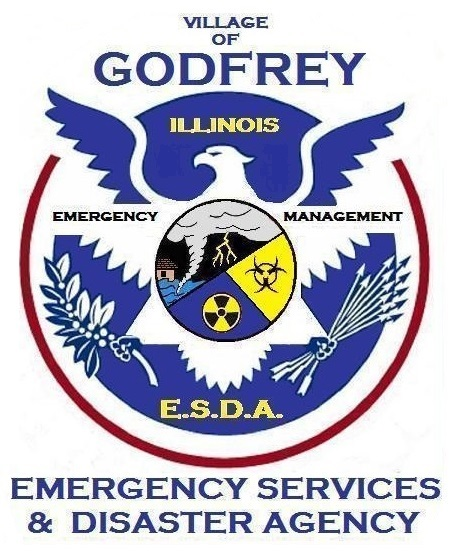 VILLAGE
OF
GODFREY
ILLINOIS
EMERGENCY MANAGEMENT
E.S.D.A.
EMERGENCY SERVICES
& DISASTER AGENCY